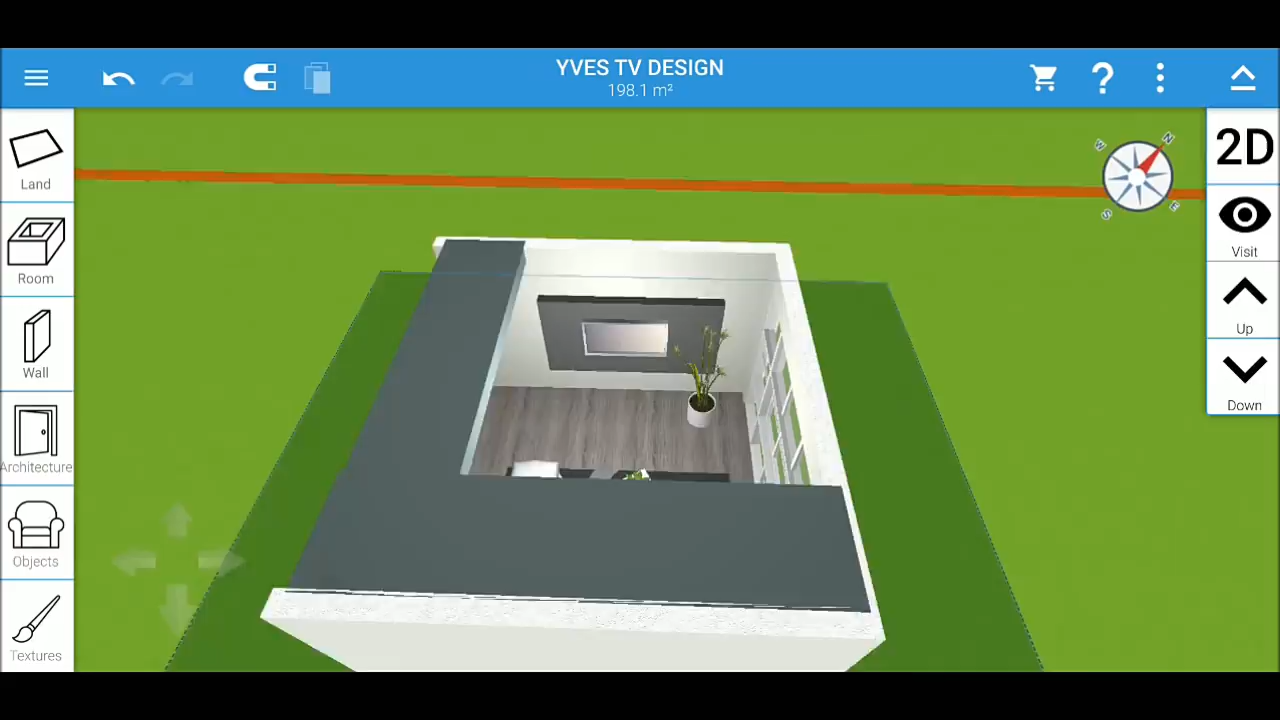 YVES TV DESIGN
198.1 m²
Land
Room
Wall
Architecture
Objects
Textures
N
W
S
E
2D
Visit
Up
Down